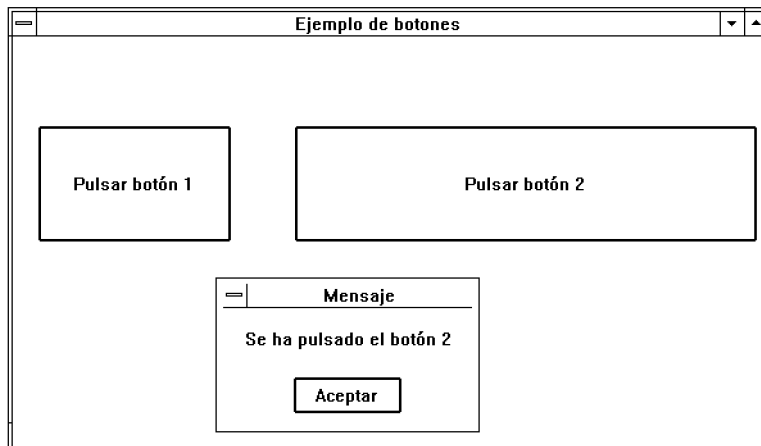 Ejemplo de botones
Pulsar botón 1
Pulsar botón 2
Mensaje
Se ha pulsado el botón 2
Aceptar